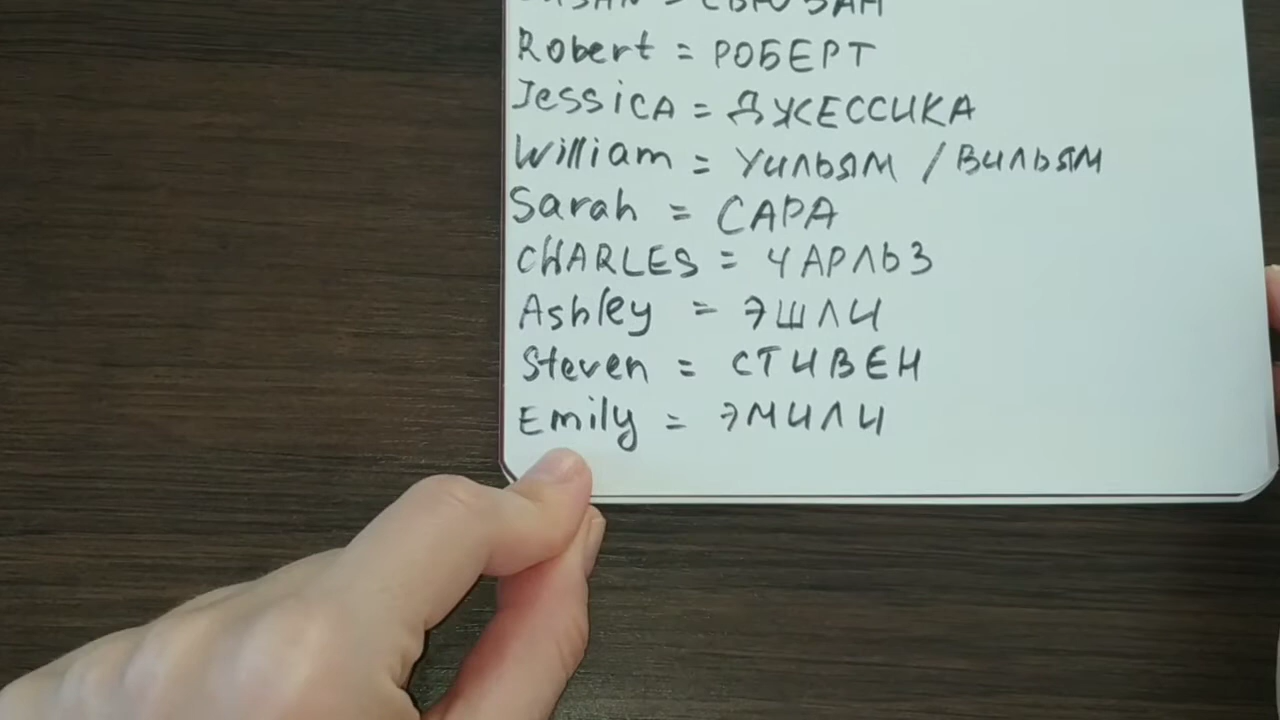 Robert = РОБЕРТ
Jessica = ДЖЕССИКА
William = УИЛЬЯМ / ВИЛЬЯМ
Sarah = САРА
CHARLES = ЧАРЛЬЗ
Ashley = ЭШЛИ
Steven = СТИВЕН
Emily = ЭМИЛИ